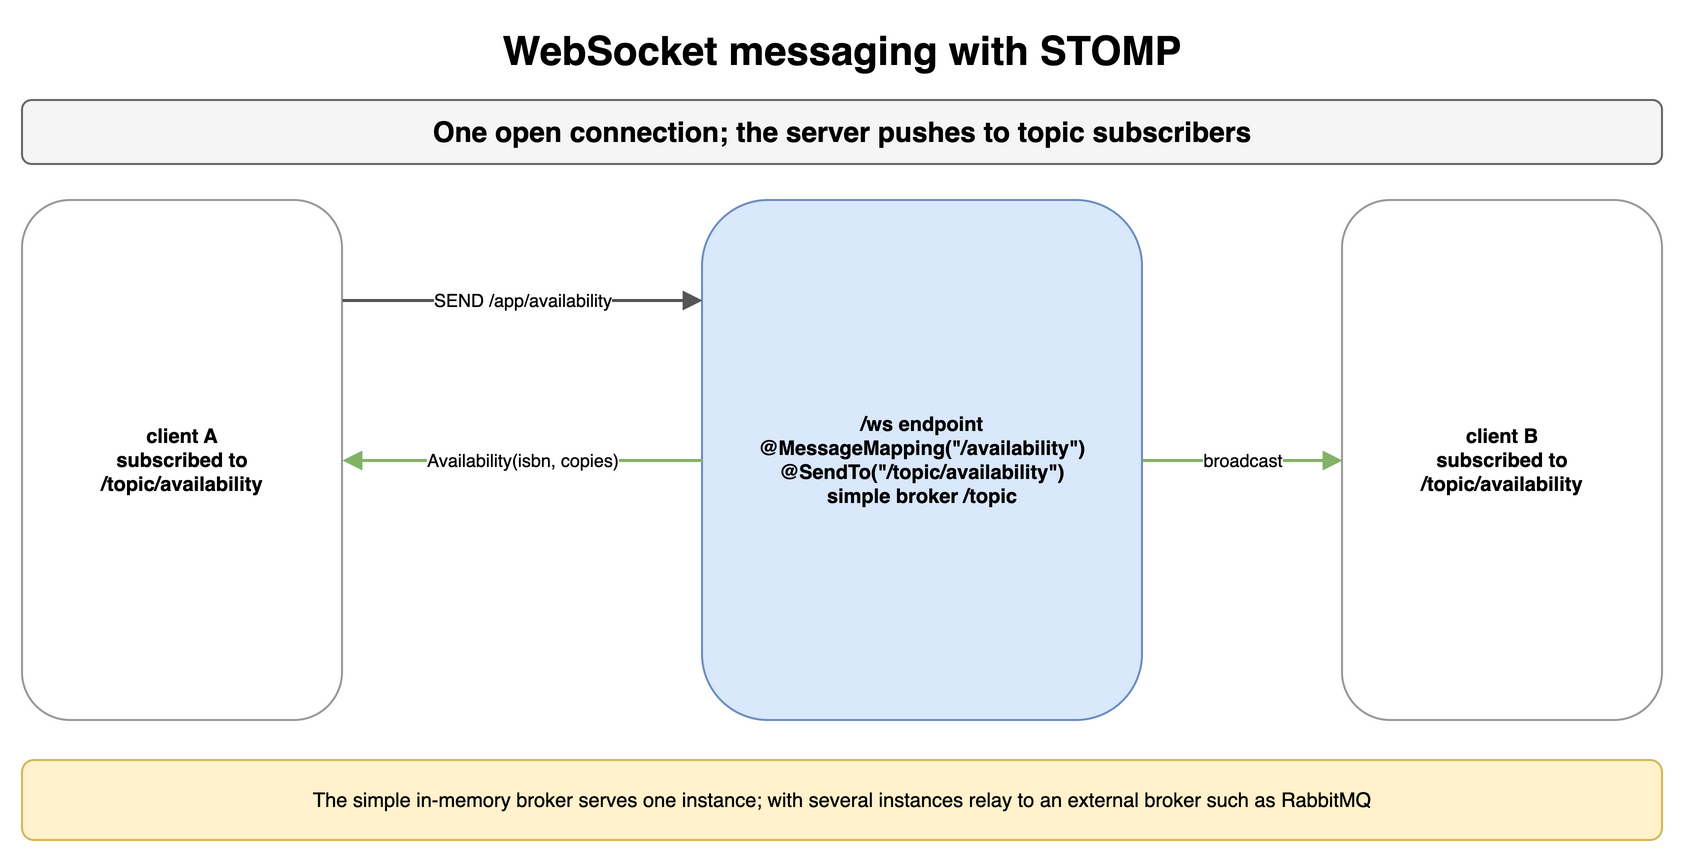 WebSocket messaging with STOMP
One open connection; the server pushes to topic subscribers
SEND /app/availability
client A
subscribed to
/topic/availability
Availability(isbn, copies)
/ws endpoint
@MessageMapping("/availability")
@SendTo("/topic/availability")
simple broker /topic
broadcast
client B
subscribed to
/topic/availability
The simple in-memory broker serves one instance; with several instances relay to an external broker such as RabbitMQ